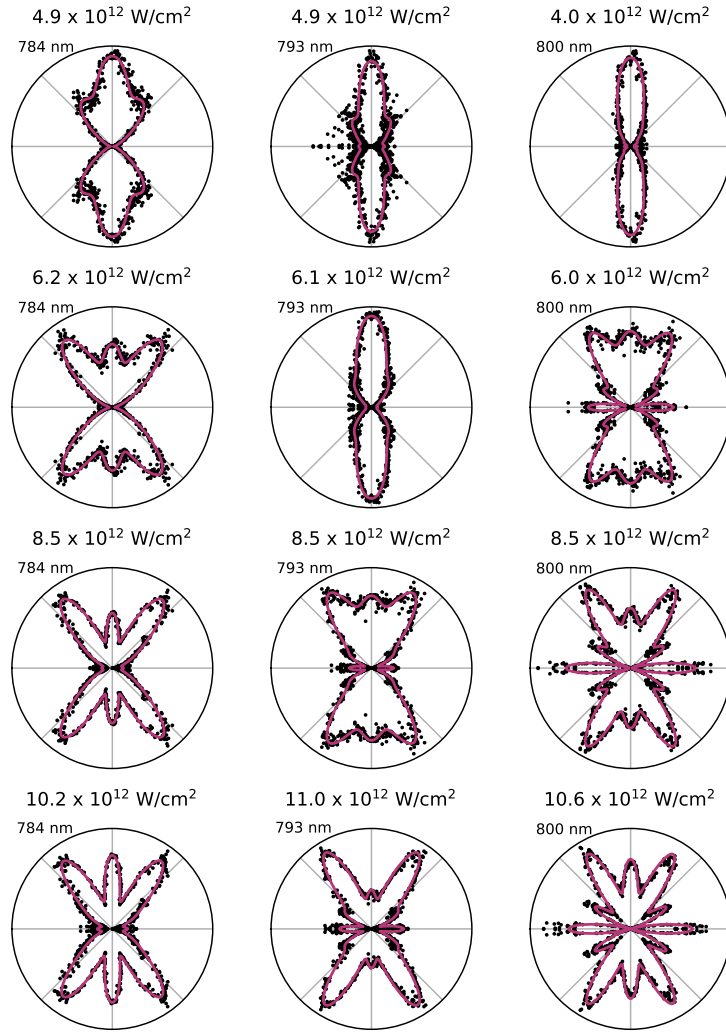 4.9 x 10¹² W/cm² 4.9 x 10¹² W/cm² 4.0 x 10¹² W/cm²
784 nm 793 nm 800 nm
6.2 x 10¹² W/cm² 6.1 x 10¹² W/cm² 6.0 x 10¹² W/cm²
784 nm 793 nm 800 nm
8.5 x 10¹² W/cm² 8.5 x 10¹² W/cm² 8.5 x 10¹² W/cm²
784 nm 793 nm 800 nm
10.2 x 10¹² W/cm² 11.0 x 10¹² W/cm² 10.6 x 10¹² W/cm²
784 nm 793 nm 800 nm